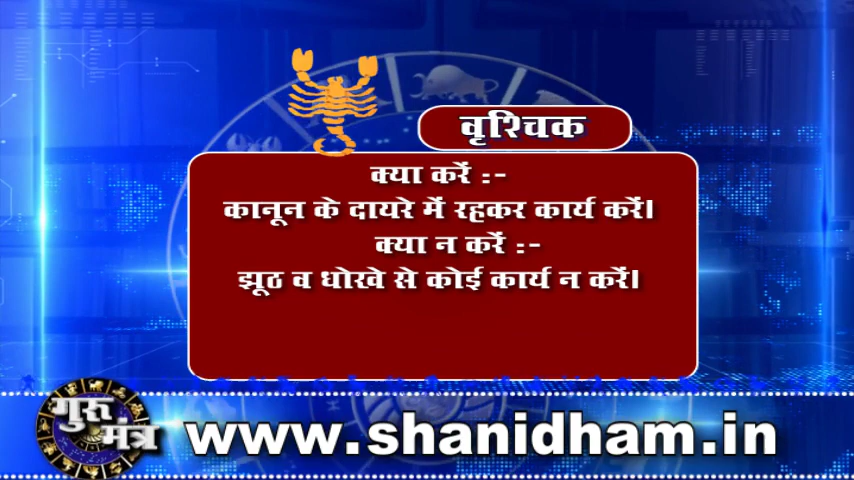 वृश्चिक
क्या करें :-
कानून के दायरे में रहकर कार्य करें।
क्या न करें :-
झूठ व धोखे से कोई कार्य न करें।
गुरु
मंत्र
www.shanidham.in